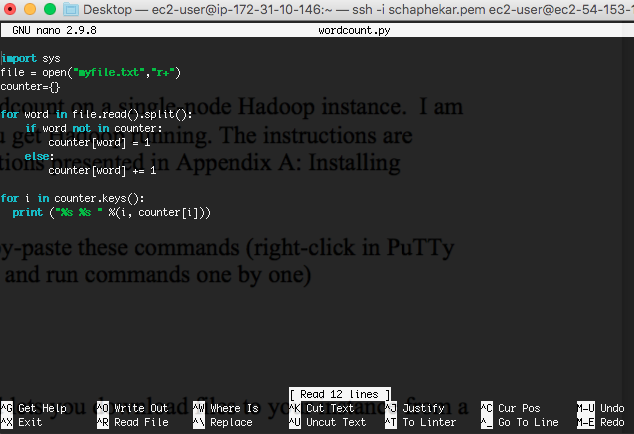 Desktop — ec2-user@ip-172-31-10-146:~ — ssh -i schaphekar.pem ec2-user@ec2-54-153-1
GNU nano 2.9.8 wordcount.py
import sys
file = open("myfile.txt","r+")
counter={}
for word in file.read().split():
    if word not in counter:
        counter[word] = 1
    else:
        counter[word] += 1
for i in counter.keys():
  print ("%s %s " %(i, counter[i]))
dcount on a single-node Hadoop instance. I am
u get Hadoop running. The instructions are
tions presented in Appendix A: Installing
y-paste these commands (right-click in PuTTy
and run commands one by one)
[ Read 12 lines ]
^G Get Help ^O Write Out ^W Where Is ^K Cut Text ^J Justify ^C Cur Pos M-U Undo
^X Exit ^R Read File ^\ Replace ^U Uncut Text ^T To Linter ^_ Go To Line M-E Redo